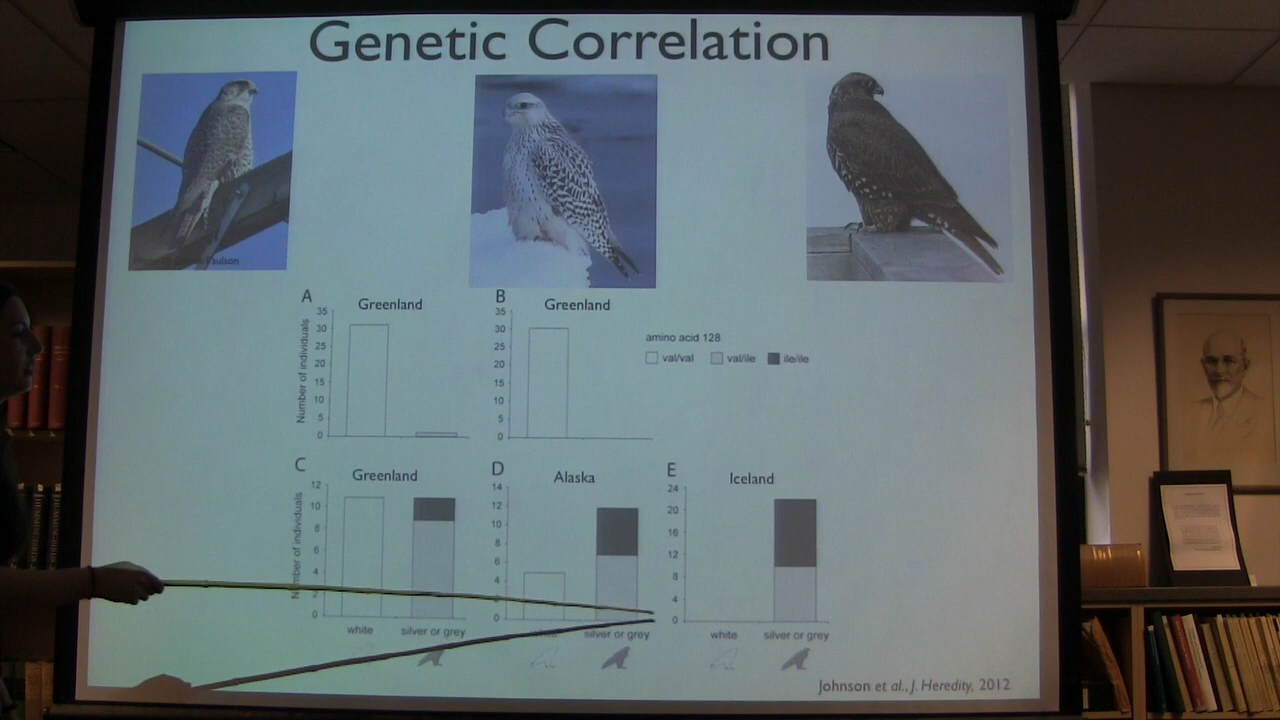 Genetic Correlation
aulson
A
Greenland
Number of individuals
35
30
25
20
15
10
5
0
B
Greenland
35
30
25
20
15
10
5
0
amino acid 128
val/val
val/ile
ile/ile
C
Greenland
Number of individuals
12
10
8
6
4
2
0
white
silver or grey
D
Alaska
14
12
10
8
6
4
2
0
white
silver or grey
E
Iceland
24
20
16
12
8
4
0
white
silver or grey
Johnson et al., J. Heredity, 2012